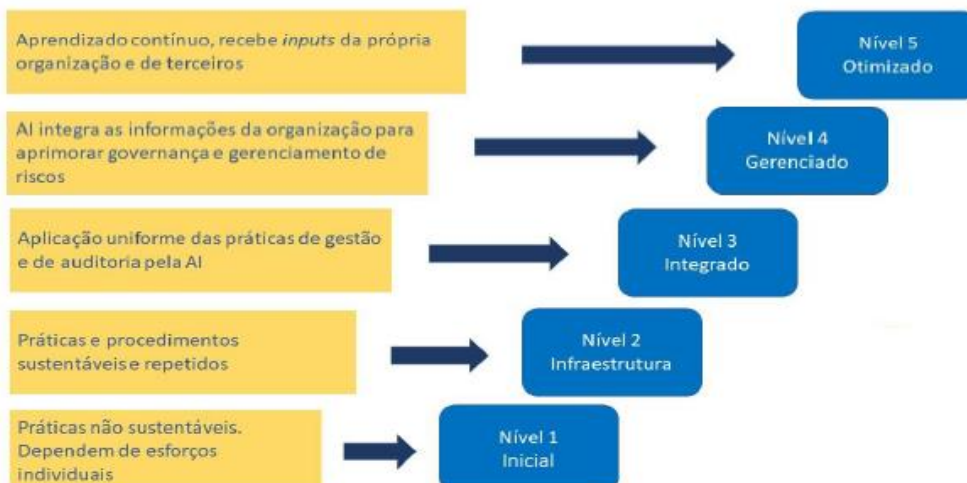 Aprendizado contínuo, recebe inputs da própria
organização e de terceiros
Nível 5
Otimizado
AI integra as informações da organização para
aprimorar governança e gerenciamento de
riscos
Nível 4
Gerenciado
Aplicação uniforme das práticas de gestão
e de auditoria pela AI
Nível 3
Integrado
Práticas e procedimentos
sustentáveis e repetidos
Nível 2
Infraestrutura
Práticas não sustentáveis.
Dependem de esforços
individuais
Nível 1
Inicial